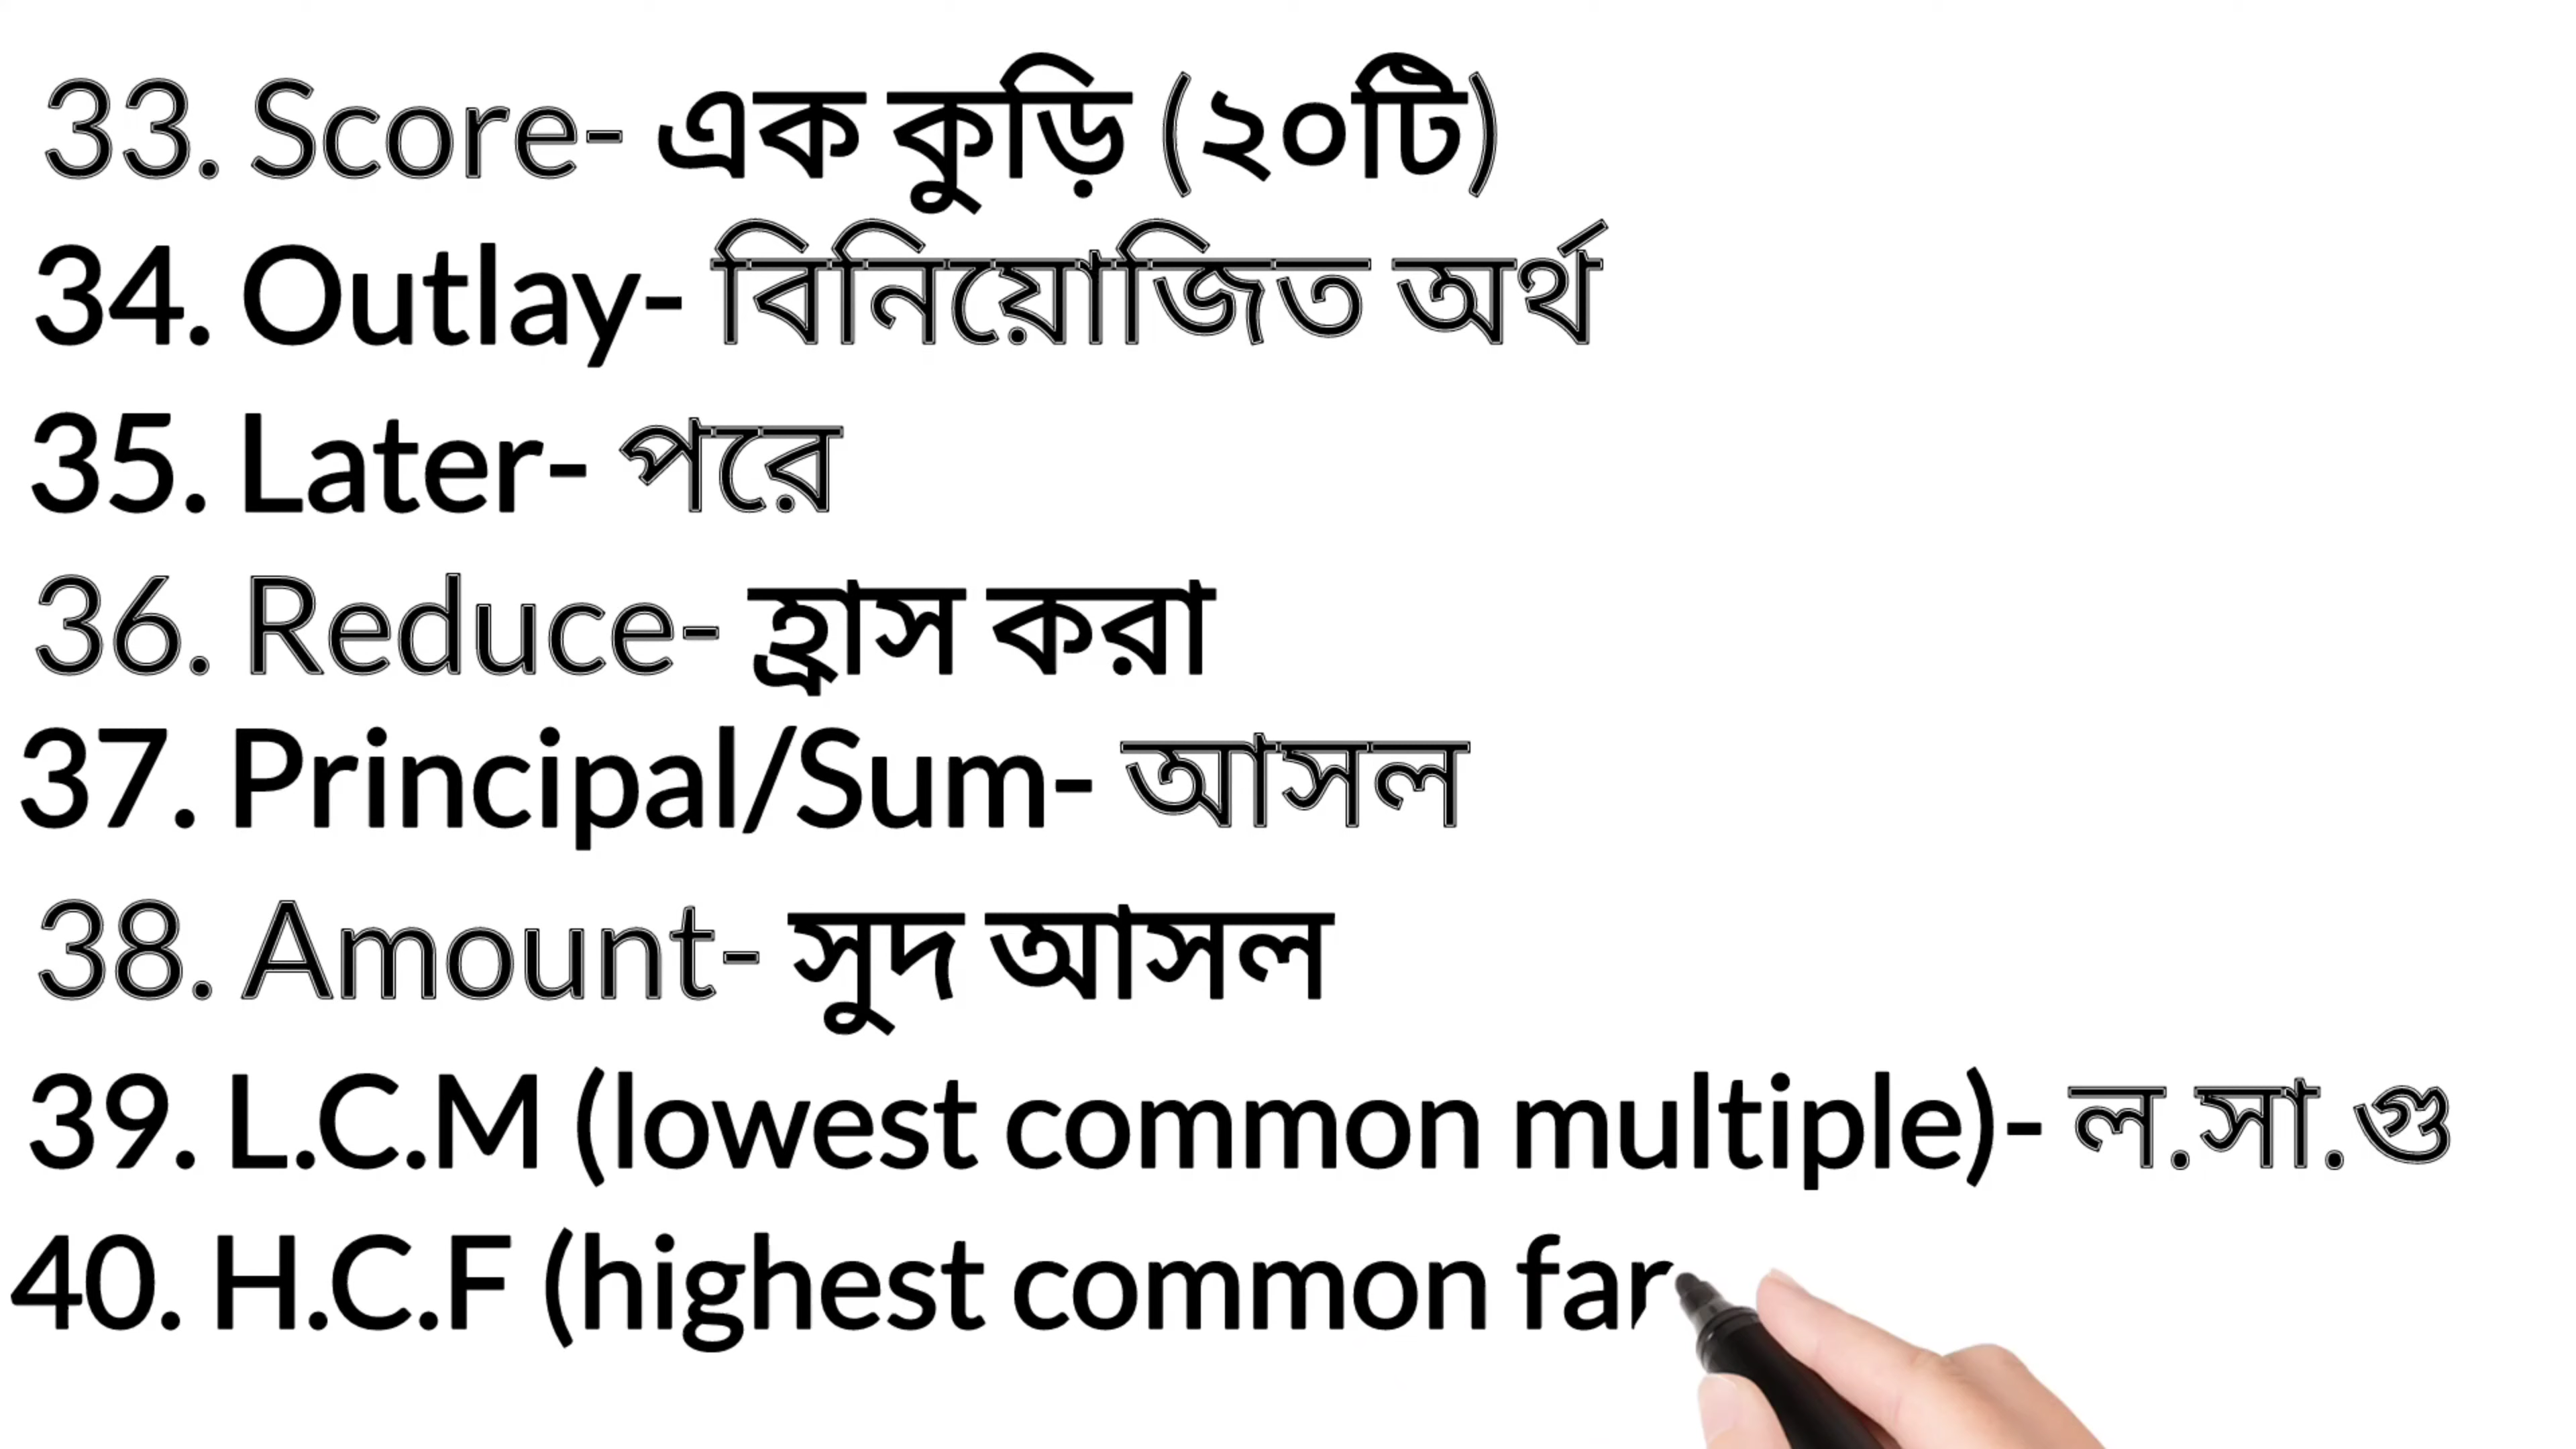 33. Score- এক কুড়ি (২০টি)
34. Outlay- বিনিয়োজিত অর্থ
35. Later- পরে
36. Reduce- হ্রাস করা
37. Principal/Sum- আসল
38. Amount- সুদ আসল
39. L.C.M (lowest common multiple)- ল.সা.গু
40. H.C.F (highest common